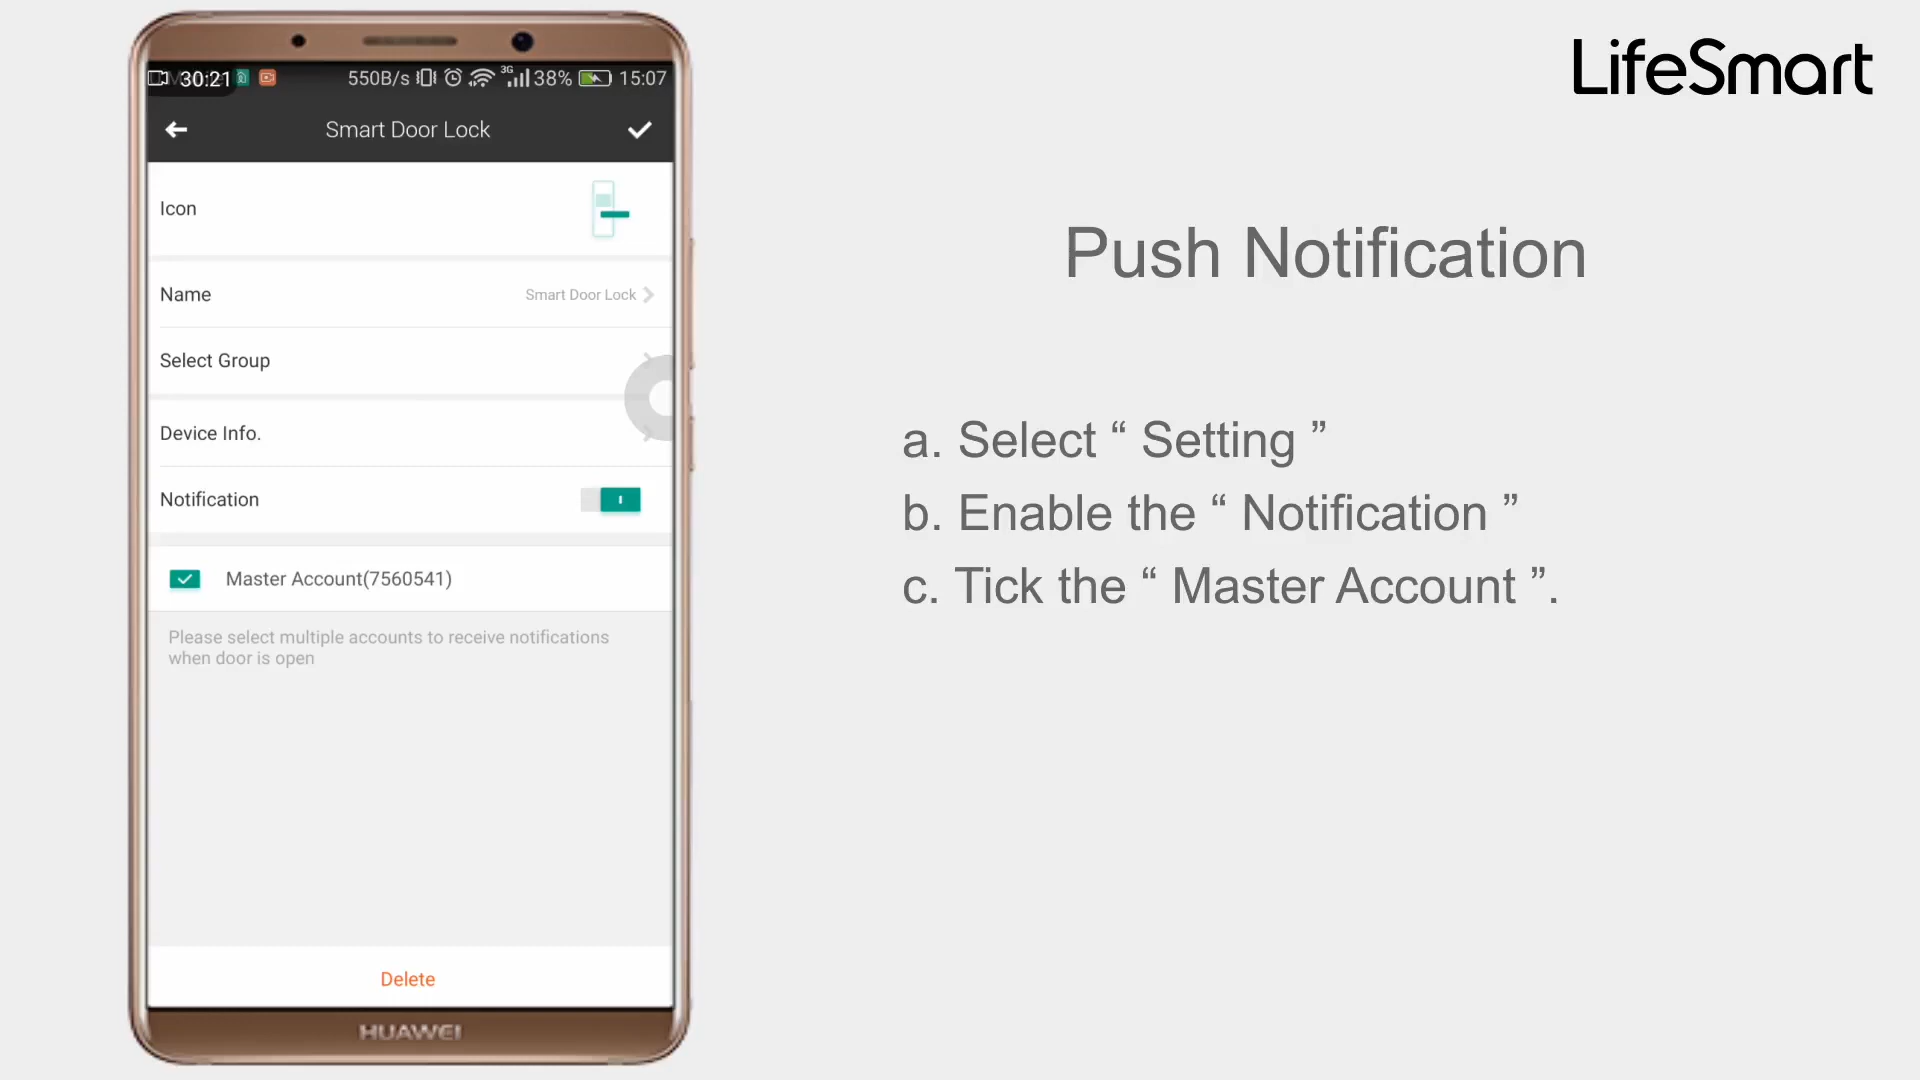 30:21 550B/s 3G 38% 15:07
Smart Door Lock
Icon
Name Smart Door Lock
Select Group
Device Info.
Notification
Master Account(7560541)
Please select multiple accounts to receive notifications
when door is open
Delete
HUAWEI
LifeSmart
Push Notification
a. Select “ Setting ”
b. Enable the “ Notification ”
c. Tick the “ Master Account ”.